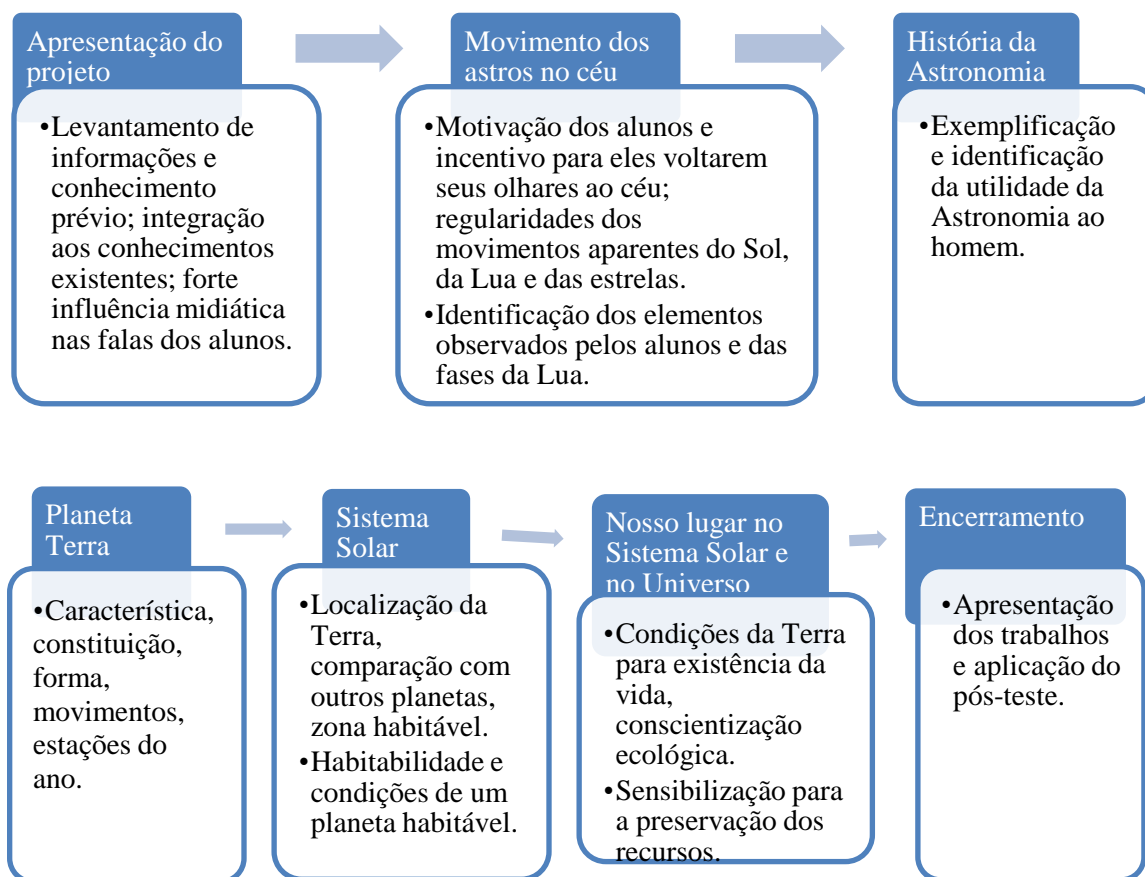 Apresentação do
projeto
•Levantamento de
informações e
conhecimento
prévio; integração
aos conhecimentos
existentes; forte
influência midiática
nas falas dos alunos.
Movimento dos
astros no céu
•Motivação dos alunos e
incentivo para eles voltarem
seus olhares ao céu;
regularidades dos
movimentos aparentes do Sol,
da Lua e das estrelas.
•Identificação dos elementos
observados pelos alunos e das
fases da Lua.
História da
Astronomia
•Exemplificação
e identificação
da utilidade da
Astronomia ao
homem.
Planeta
Terra
•Característica,
constituição,
forma,
movimentos,
estações do
ano.
Sistema
Solar
•Localização da
Terra,
comparação com
outros planetas,
zona habitável.
•Habitabilidade e
condições de um
planeta habitável.
Nosso lugar no
Sistema Solar e
no Universo
•Condições da Terra
para existência da
vida,
conscientização
ecológica.
•Sensibilização para
a preservação dos
recursos.
Encerramento
•Apresentação
dos trabalhos
e aplicação do
pós-teste.